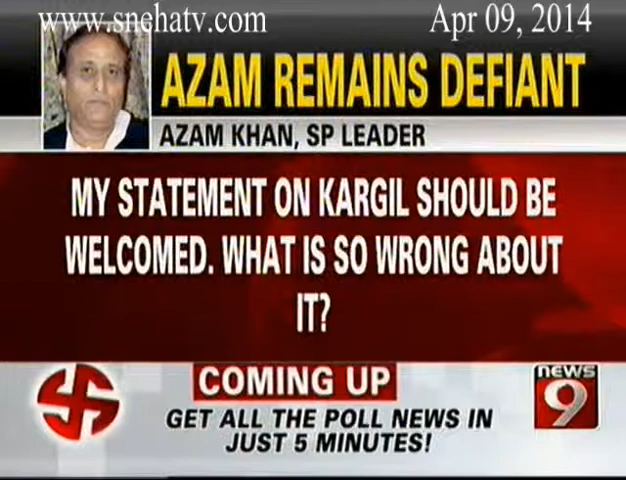 www.snehatv.com
Apr 09, 2014
AZAM REMAINS DEFIANT
AZAM KHAN, SP LEADER
MY STATEMENT ON KARGIL SHOULD BE
WELCOMED. WHAT IS SO WRONG ABOUT
IT?
COMING UP
GET ALL THE POLL NEWS IN
JUST 5 MINUTES!
NEWS
9